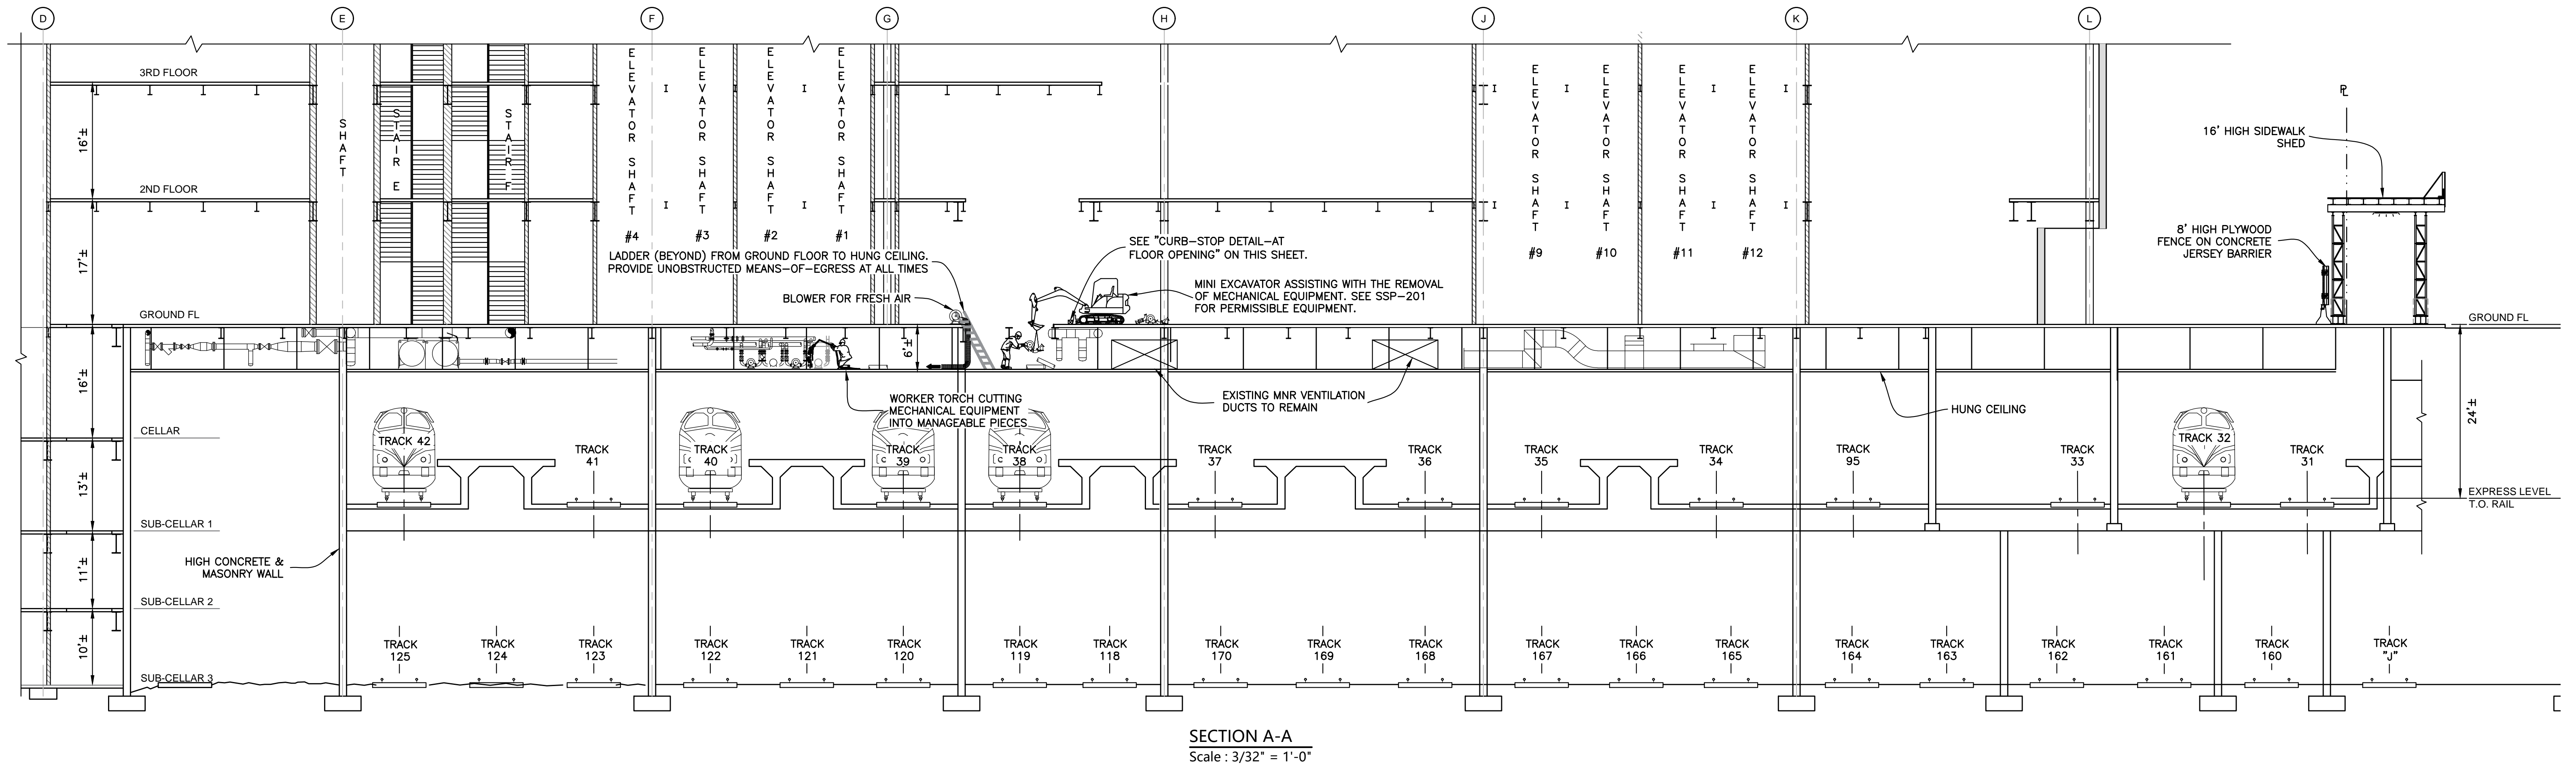 D
E
F
G
H
J
K
L
3RD FLOOR
2ND FLOOR
GROUND FL
CELLAR
SUB-CELLAR 1
SUB-CELLAR 2
SUB-CELLAR 3
16'±
17'±
16'±
13'±
11'±
10'±
SHAFT
STAIR E
STAIR F
ELEVATOR SHAFT
#4
ELEVATOR SHAFT
#3
ELEVATOR SHAFT
#2
ELEVATOR SHAFT
#1
ELEVATOR SHAFT
#9
ELEVATOR SHAFT
#10
ELEVATOR SHAFT
#11
ELEVATOR SHAFT
#12
LADDER (BEYOND) FROM GROUND FLOOR TO HUNG CEILING.
PROVIDE UNOBSTRUCTED MEANS-OF-EGRESS AT ALL TIMES
BLOWER FOR FRESH AIR
SEE "CURB-STOP DETAIL-AT
FLOOR OPENING" ON THIS SHEET.
MINI EXCAVATOR ASSISTING WITH THE REMOVAL
OF MECHANICAL EQUIPMENT. SEE SSP-201
FOR PERMISSIBLE EQUIPMENT.
PL
16' HIGH SIDEWALK
SHED
8' HIGH PLYWOOD
FENCE ON CONCRETE
JERSEY BARRIER
GROUND FL
6'±
24'±
WORKER TORCH CUTTING
MECHANICAL EQUIPMENT
INTO MANAGEABLE PIECES
EXISTING MNR VENTILATION
DUCTS TO REMAIN
HUNG CEILING
TRACK 42
TRACK
41
TRACK
40
TRACK
39
TRACK
38
TRACK
37
TRACK
36
TRACK
35
TRACK
34
TRACK
95
TRACK
33
TRACK 32
TRACK
31
EXPRESS LEVEL
T.O. RAIL
HIGH CONCRETE &
MASONRY WALL
TRACK
125
TRACK
124
TRACK
123
TRACK
122
TRACK
121
TRACK
120
TRACK
119
TRACK
118
TRACK
170
TRACK
169
TRACK
168
TRACK
167
TRACK
166
TRACK
165
TRACK
164
TRACK
163
TRACK
162
TRACK
161
TRACK
160
TRACK
"J"
SECTION A-A
Scale : 3/32" = 1'-0"